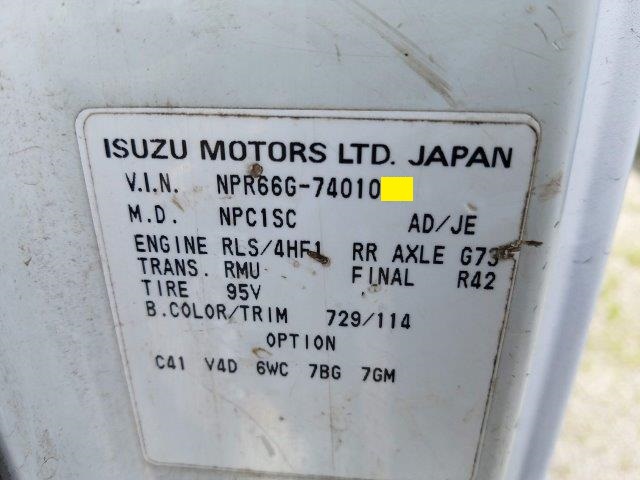 ISUZU MOTORS LTD. JAPAN
V.I.N. NPR66G-74010
M.D. NPC1SC AD/JE
ENGINE RLS/4HF1 RR AXLE G73
TRANS. RMU FINAL R42
TIRE 95V
B.COLOR/TRIM 729/114
OPTION
C41 V4D 6WC 7BG 7GM